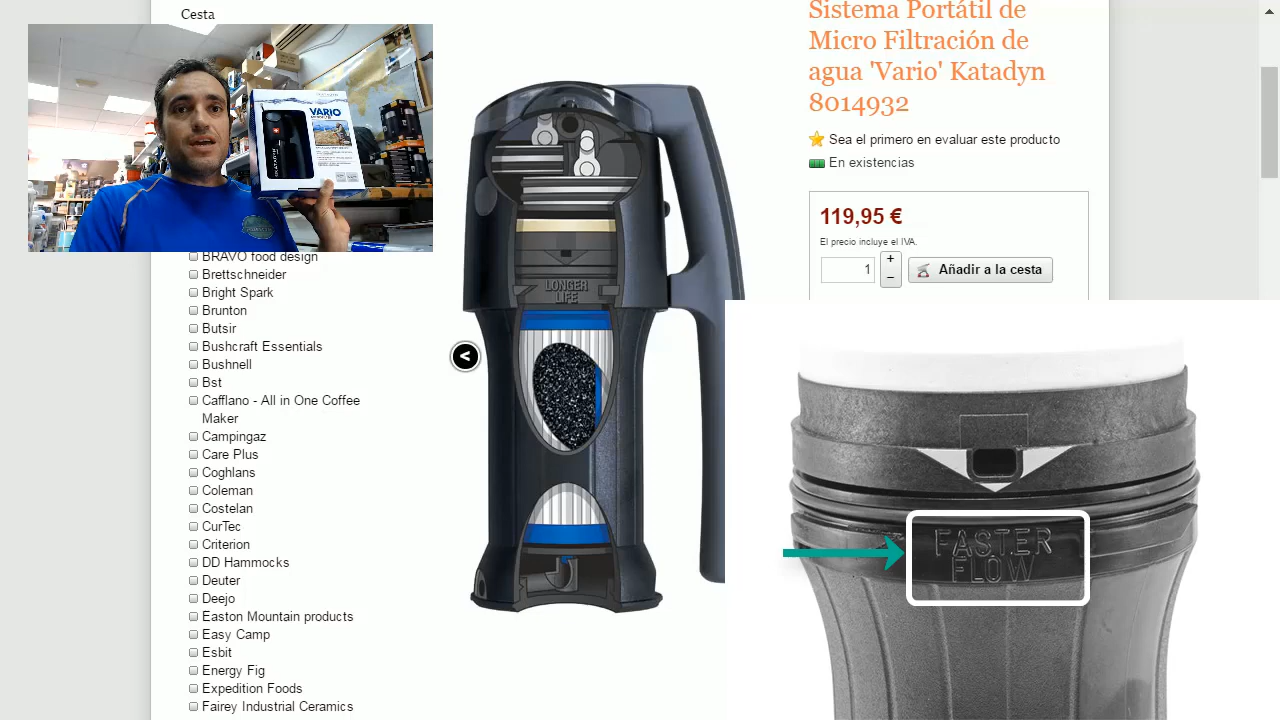 Cesta
VARIO
KATADYN
BRAVO food design
Brettschneider
Bright Spark
Brunton
Butsir
Bushcraft Essentials
Bushnell
Bst
Cafflano - All in One Coffee
Maker
Campingaz
Care Plus
Coghlans
Coleman
Costelan
CurTec
Criterion
DD Hammocks
Deuter
Deejo
Easton Mountain products
Easy Camp
Esbit
Energy Fig
Expedition Foods
Fairey Industrial Ceramics
<
LONGER
LIFE
Sistema Portátil de
Micro Filtración de
agua 'Vario' Katadyn
8014932
Sea el primero en evaluar este producto
En existencias
119,95 €
El precio incluye el IVA.
1
+
−
Añadir a la cesta
FASTER
FLOW